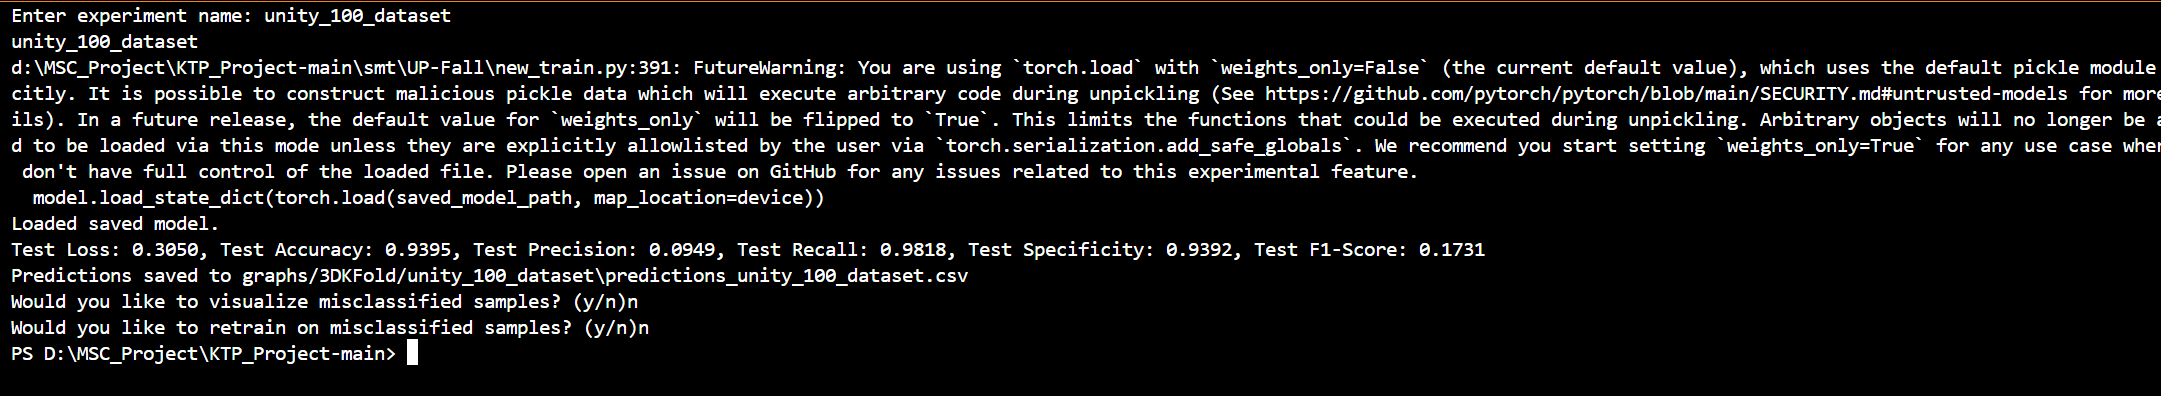 Enter experiment name: unity_100_dataset
unity_100_dataset
d:\MSC_Project\KTP_Project-main\smt\UP-Fall\new_train.py:391: FutureWarning: You are using `torch.load` with `weights_only=False` (the current default value), which uses the default pickle module
citly. It is possible to construct malicious pickle data which will execute arbitrary code during unpickling (See https://github.com/pytorch/pytorch/blob/main/SECURITY.md#untrusted-models for more
ils). In a future release, the default value for `weights_only` will be flipped to `True`. This limits the functions that could be executed during unpickling. Arbitrary objects will no longer be a
d to be loaded via this mode unless they are explicitly allowlisted by the user via `torch.serialization.add_safe_globals`. We recommend you start setting `weights_only=True` for any use case wher
don't have full control of the loaded file. Please open an issue on GitHub for any issues related to this experimental feature.
model.load_state_dict(torch.load(saved_model_path, map_location=device))
Loaded saved model.
Test Loss: 0.3050, Test Accuracy: 0.9395, Test Precision: 0.0949, Test Recall: 0.9818, Test Specificity: 0.9392, Test F1-Score: 0.1731
Predictions saved to graphs/3DKFold/unity_100_dataset\predictions_unity_100_dataset.csv
Would you like to visualize misclassified samples? (y/n)n
Would you like to retrain on misclassified samples? (y/n)n
PS D:\MSC_Project\KTP_Project-main>